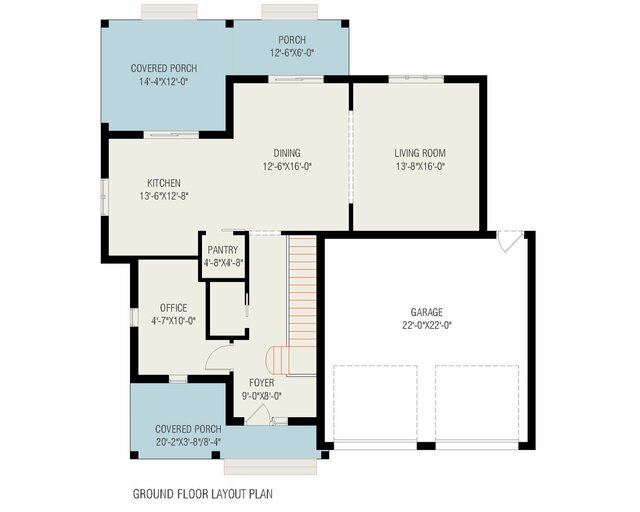 PORCH
12'-6"X6'-0"
COVERED PORCH
14'-4"X12'-0"
DINING
12'-6"X16'-0"
LIVING ROOM
13'-8"X16'-0"
KITCHEN
13'-6"X12'-8"
PANTRY
4'-8"X4'-8"
OFFICE
4'-7"X10'-0"
GARAGE
22'-0"X22'-0"
FOYER
9'-0"X8'-0"
COVERED PORCH
20'-2"X3'-8"/8'-4"
GROUND FLOOR LAYOUT PLAN